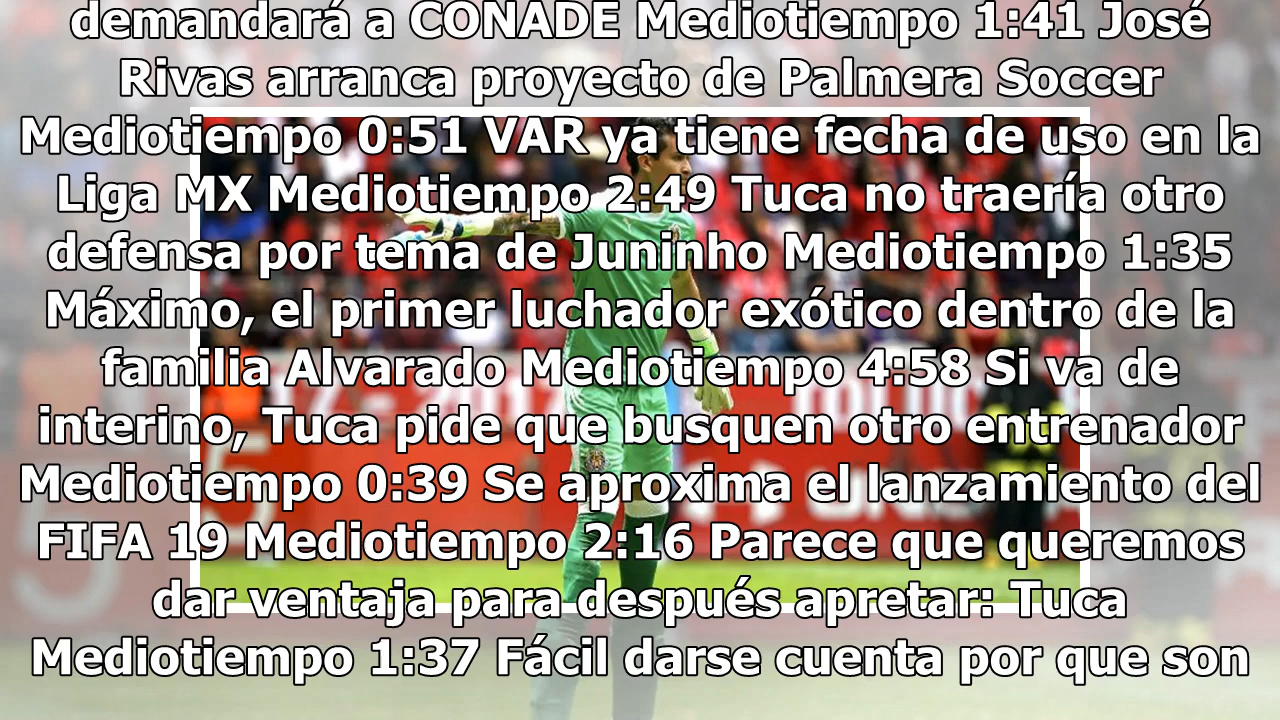 demandará a CONADE Mediotiempo 1:41 José
Rivas arranca proyecto de Palmera Soccer
Mediotiempo 0:51 VAR ya tiene fecha de uso en la
Liga MX Mediotiempo 2:49 Tuca no traería otro
defensa por tema de Juninho Mediotiempo 1:35
Máximo, el primer luchador exótico dentro de la
familia Alvarado Mediotiempo 4:58 Si va de
interino, Tuca pide que busquen otro entrenador
Mediotiempo 0:39 Se aproxima el lanzamiento del
FIFA 19 Mediotiempo 2:16 Parece que queremos
dar ventaja para después apretar: Tuca
Mediotiempo 1:37 Fácil darse cuenta por que son